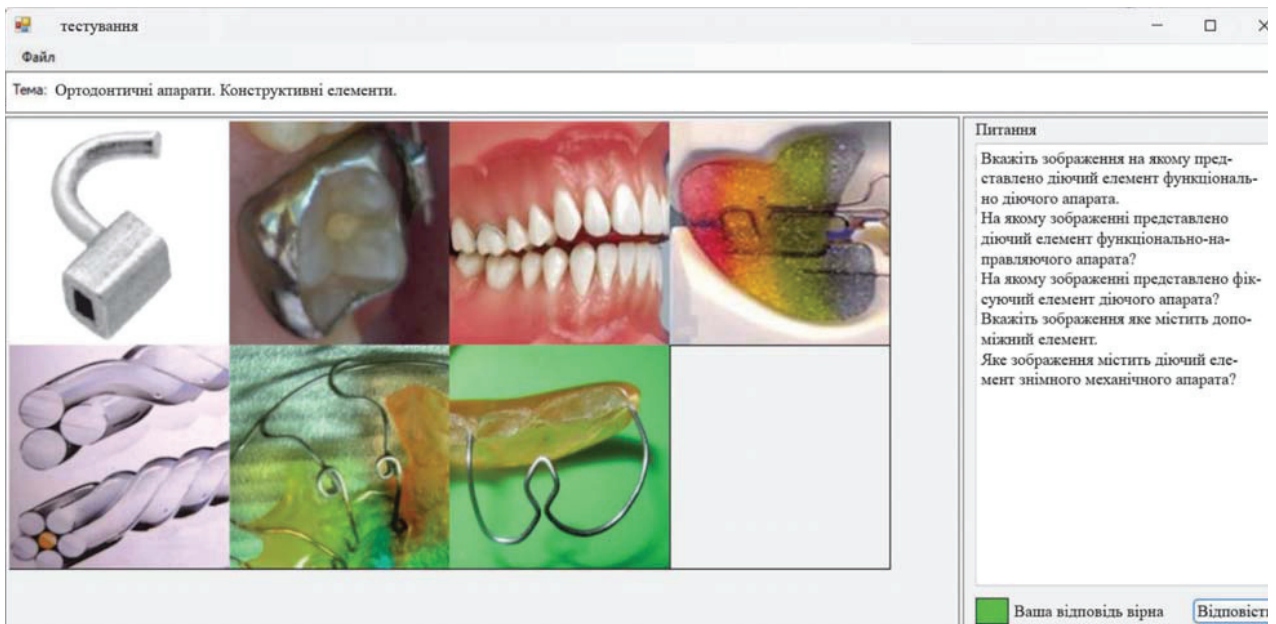 тестування
Файл
Тема: Ортодонтичні апарати. Конструктивні елементи.
Питання
Вкажіть зображення на якому пред-
ставлено діючий елемент функціональ-
но діючого апарата.
На якому зображенні представлено
діючий елемент функціонально-на-
правляючого апарата?
На якому зображенні представлено фік-
суючий елемент діючого апарата?
Вкажіть зображення яке містить допо-
міжний елемент.
Яке зображення містить діючий еле-
мент знімного механічного апарата?
Ваша відповідь вірна
Відповісти